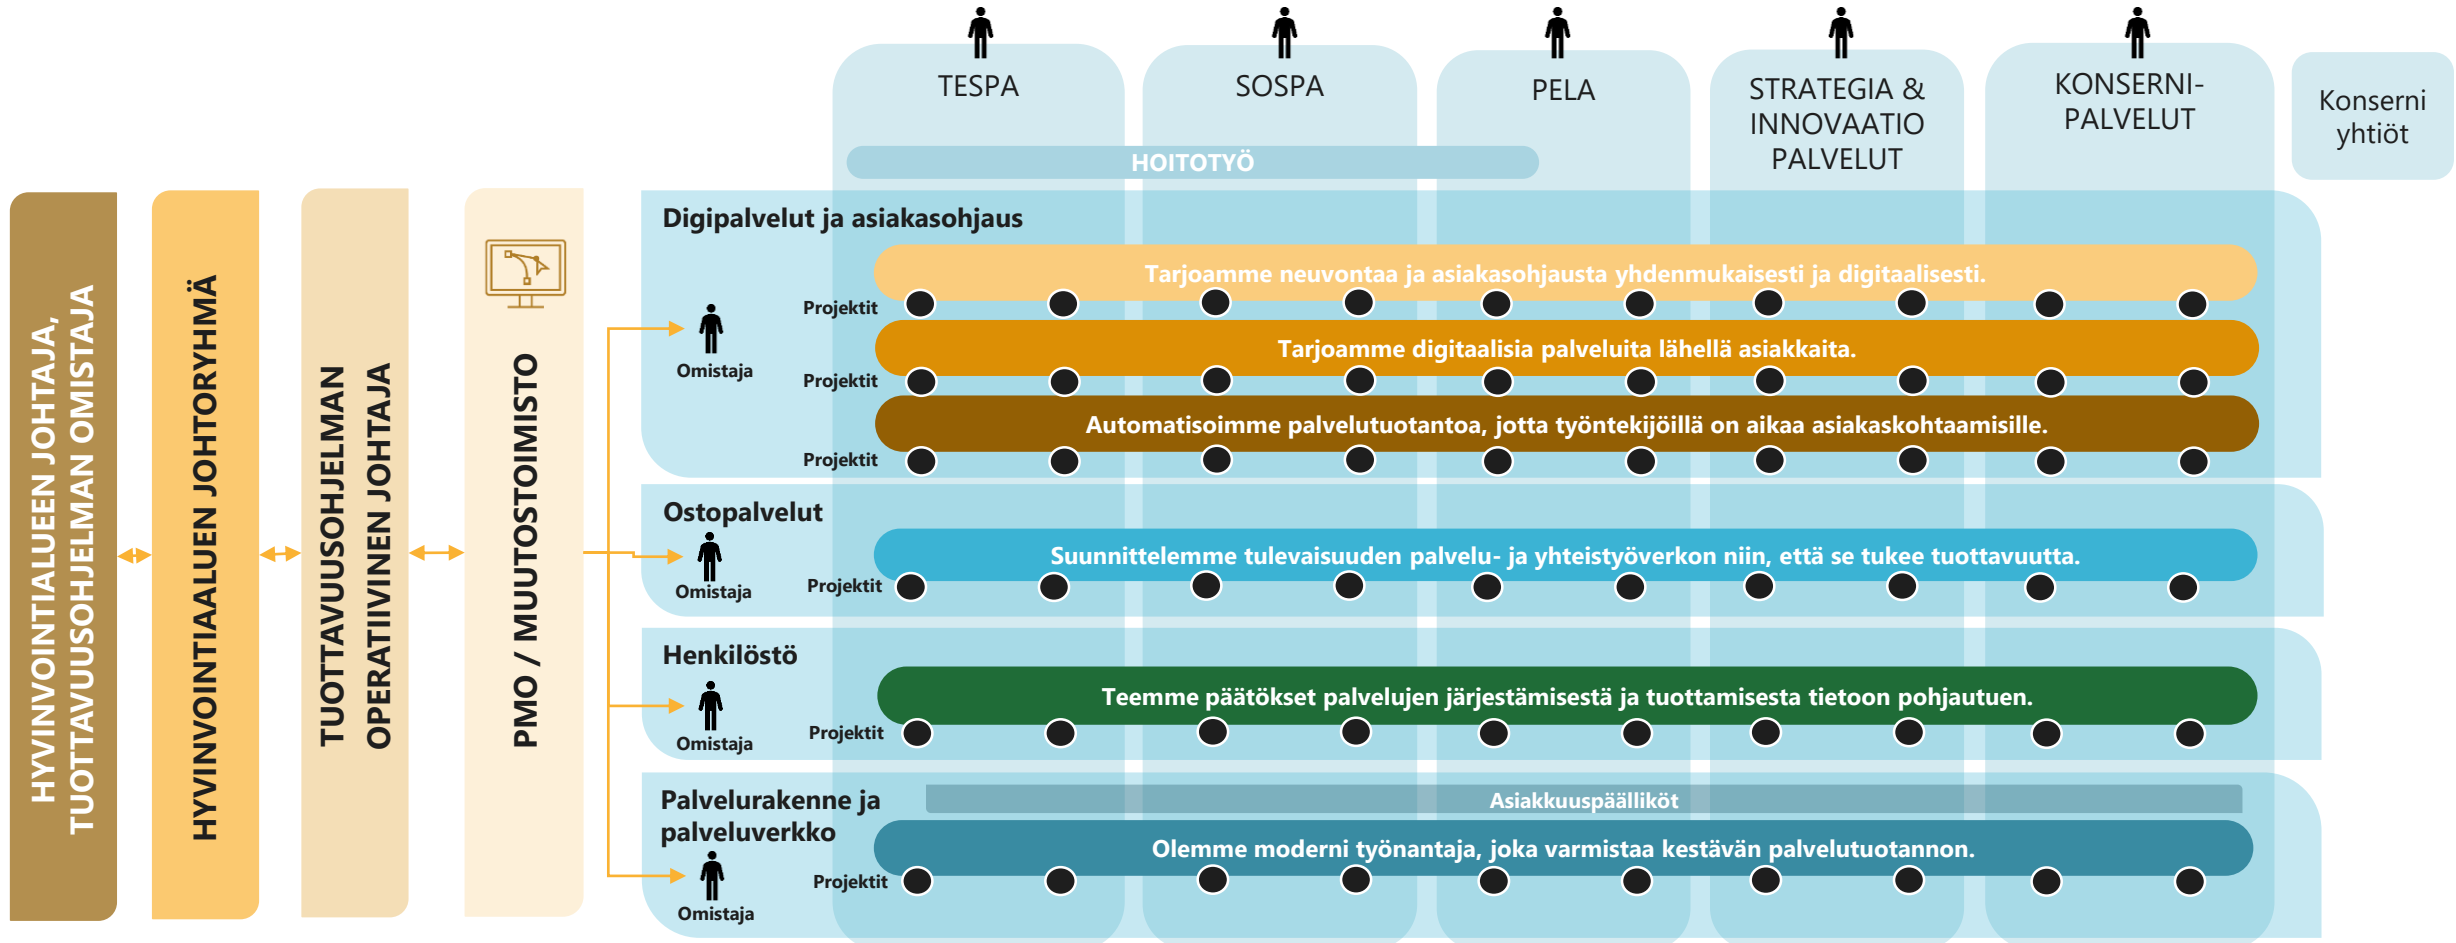 TESPA
SOSPA
PELA
STRATEGIA &
INNOVAATIO
PALVELUT
KONSERNI-
PALVELUT
Konserni
yhtiöt
HOITOTYÖ
HYVINVOINTIALUEEN JOHTAJA,
TUOTTAVUUSOHJELMAN OMISTAJA
HYVINVOINTIAALUEN JOHTORYHMÄ
TUOTTAVUUSOHJELMAN
OPERATIIVINEN JOHTAJA
PMO / MUUTOSTOIMISTO
Digipalvelut ja asiakasohjaus
Tarjoamme neuvontaa ja asiakasohjausta yhdenmukaisesti ja digitaalisesti.
Projektit
Omistaja
Tarjoamme digitaalisia palveluita lähellä asiakkaita.
Projektit
Automatisoimme palvelutuotantoa, jotta työntekijöillä on aikaa asiakaskohtaamisille.
Projektit
Ostopalvelut
Suunnittelemme tulevaisuuden palvelu- ja yhteistyöverkon niin, että se tukee tuottavuutta.
Omistaja
Projektit
Henkilöstö
Teemme päätökset palvelujen järjestämisestä ja tuottamisesta tietoon pohjautuen.
Omistaja
Projektit
Palvelurakenne ja
palveluverkko
Asiakkuuspäälliköt
Olemme moderni työnantaja, joka varmistaa kestävän palvelutuotannon.
Projektit
Omistaja